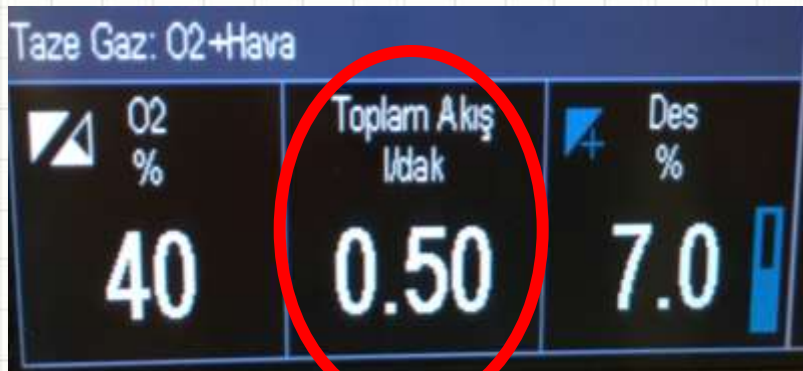 Taze Gaz: O2+Hava
O2
%
40
Toplam Akış
l/dak
0.50
Des
%
7.0